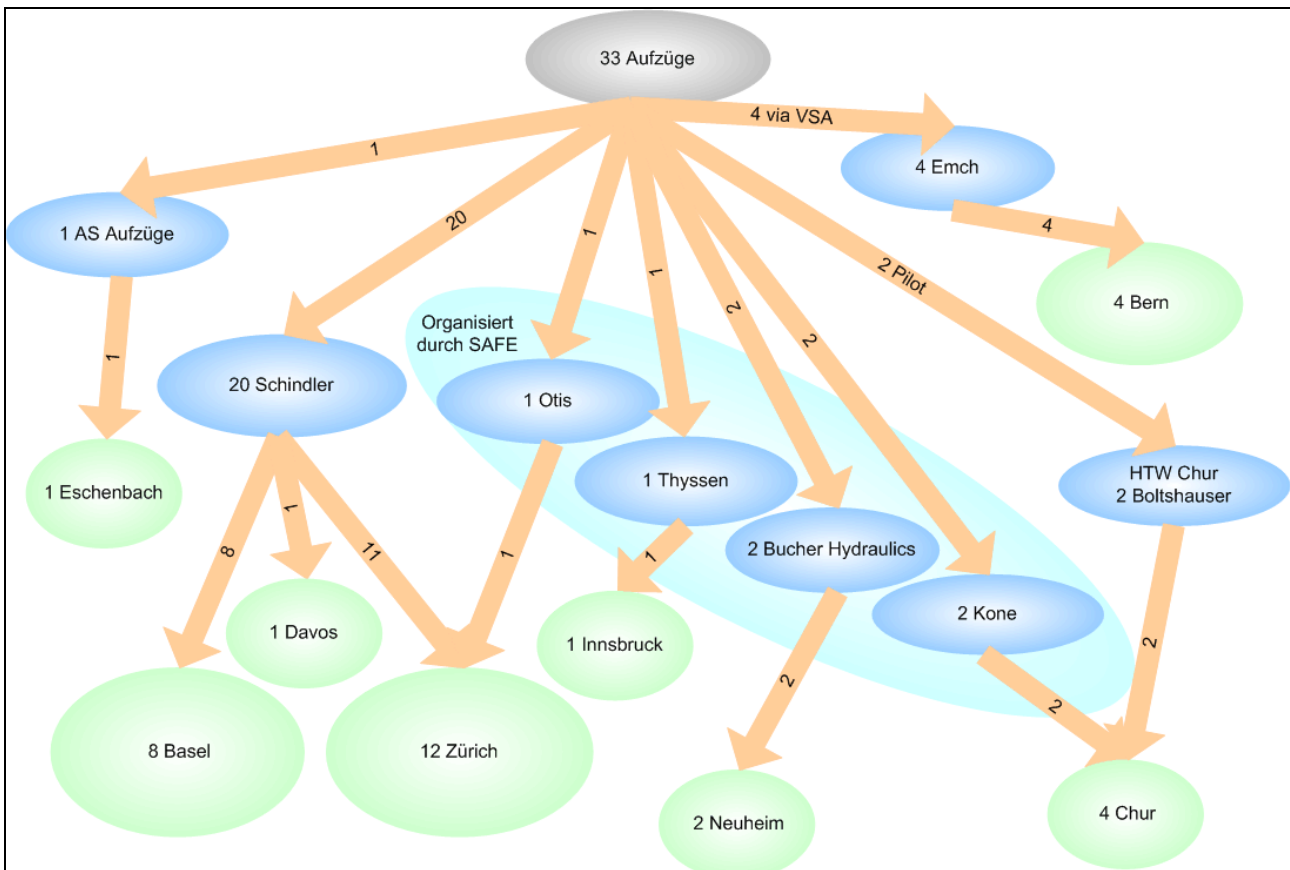 33 Aufzüge
4 via VSA
1
4 Emch
20
1
1
2
2
2 Pilot
4
1 AS Aufzüge
4 Bern
1
Organisiert
durch SAFE
20 Schindler
1 Otis
1 Thyssen
HTW Chur
2 Boltshauser
1 Eschenbach
8
1
11
1
1
2 Bucher Hydraulics
2 Kone
1 Davos
1 Innsbruck
2
2
2
8 Basel
12 Zürich
2 Neuheim
4 Chur